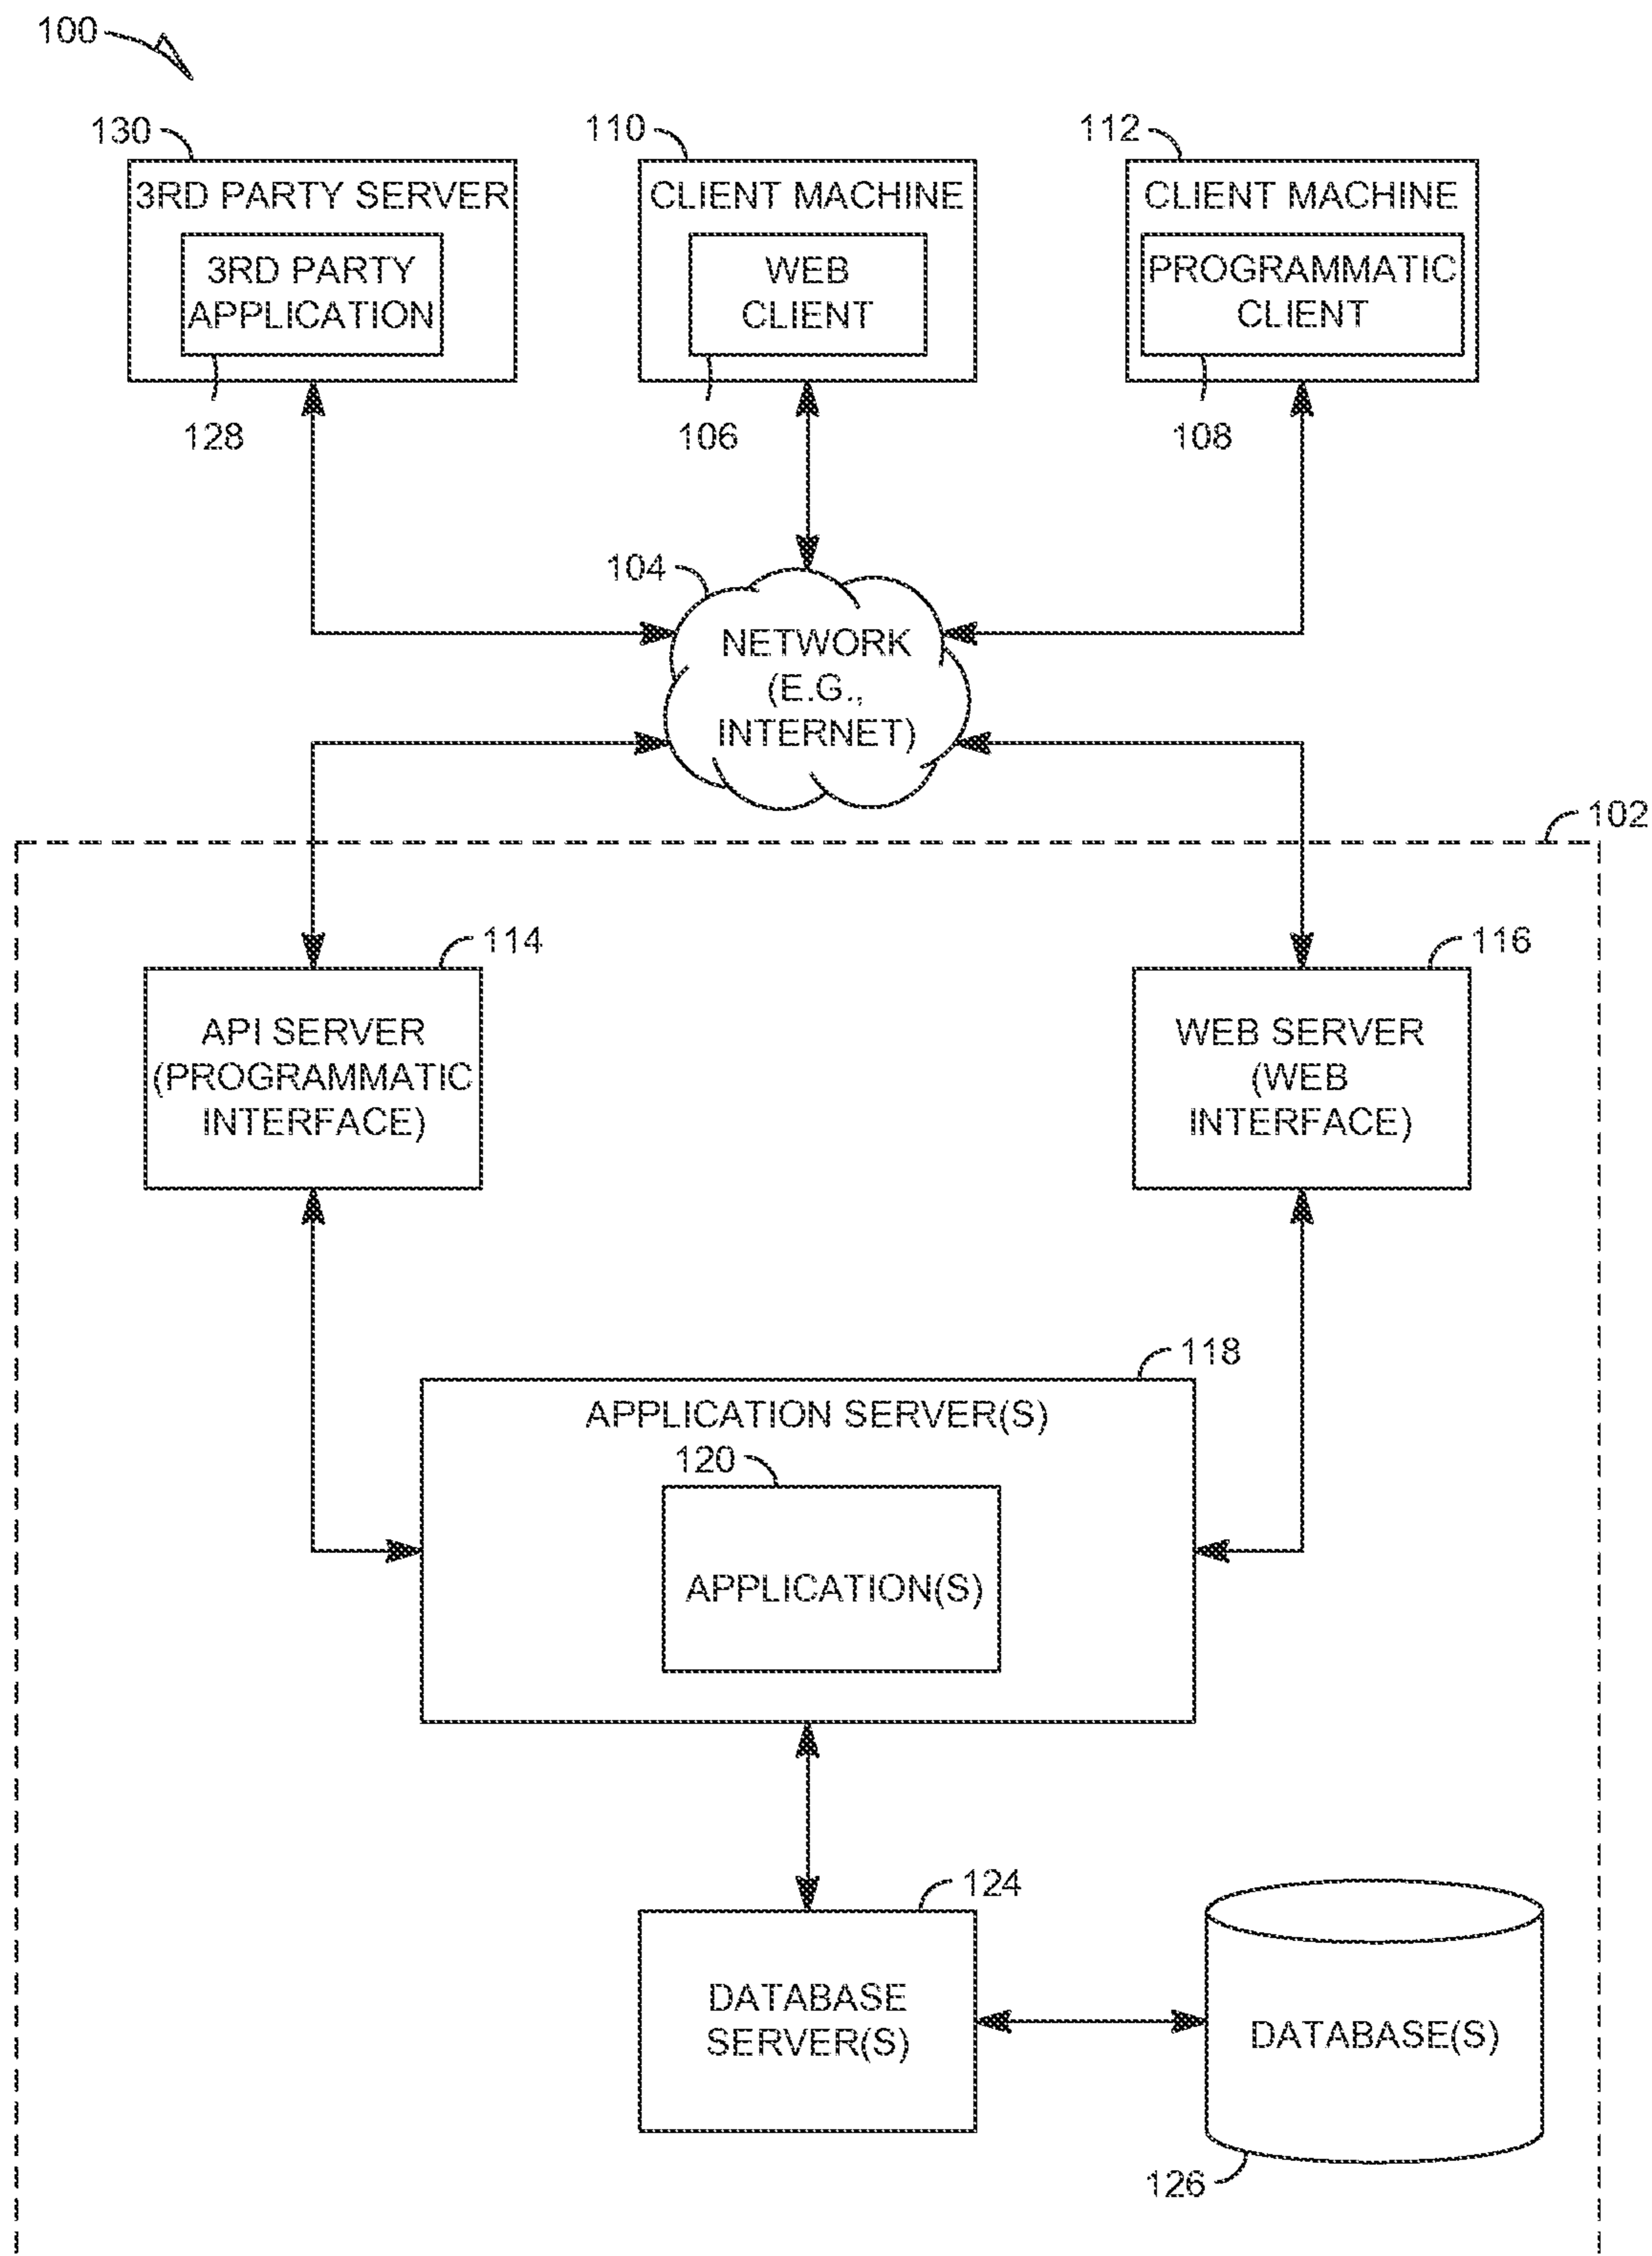 100
130
110
112
3RD PARTY SERVER
CLIENT MACHINE
CLIENT MACHINE
3RD PARTY
APPLICATION
WEB
CLIENT
PROGRAMMATIC
CLIENT
128
106
108
104
NETWORK
(E.G.,
INTERNET)
102
114
116
API SERVER
(PROGRAMMATIC
INTERFACE)
WEB SERVER
(WEB
INTERFACE)
118
APPLICATION SERVER(S)
120
APPLICATION(S)
124
DATABASE
SERVER(S)
DATABASE(S)
126